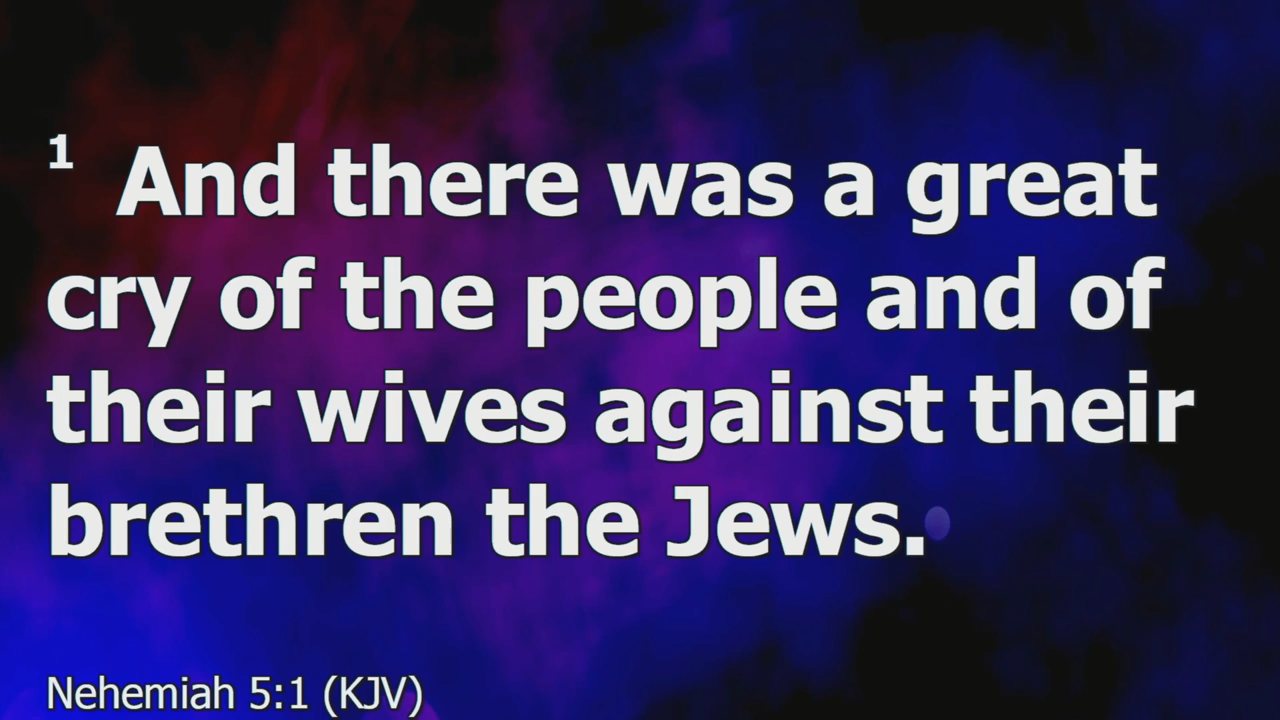 1 And there was a great
cry of the people and of
their wives against their
brethren the Jews.
Nehemiah 5:1 (KJV)